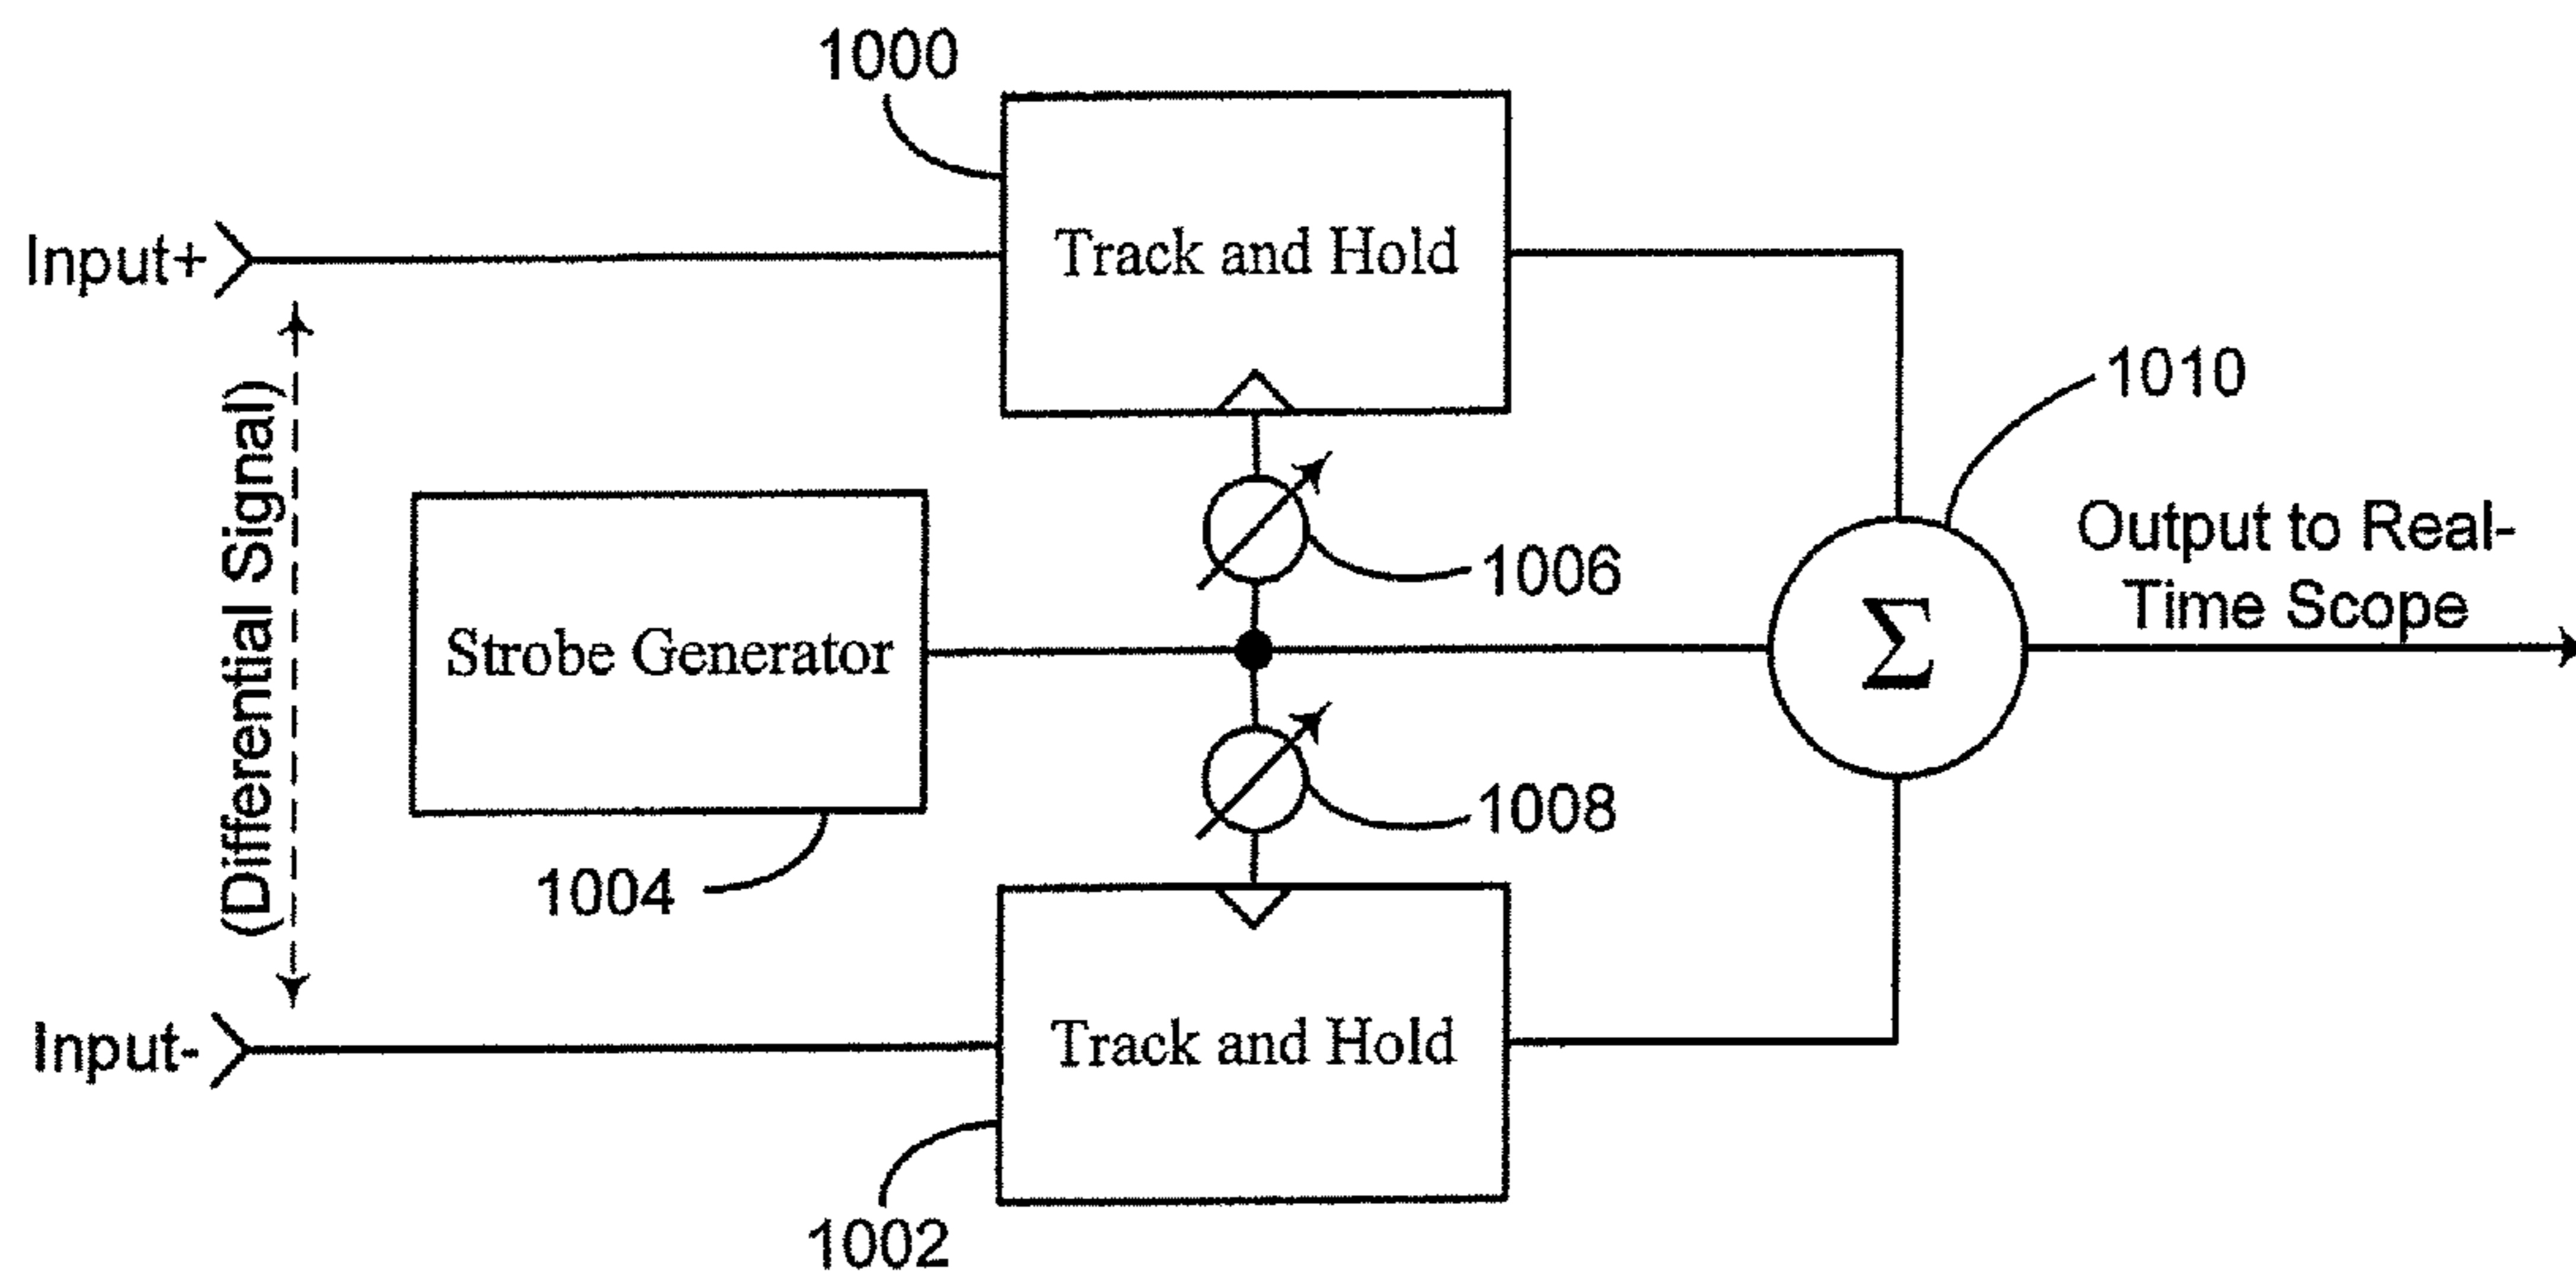 1000
Track and Hold
Input+
1010
(Differential Signal)
Output to Real-
Time Scope
1006
Strobe Generator
Σ
1008
1004
Input-
Track and Hold
1002